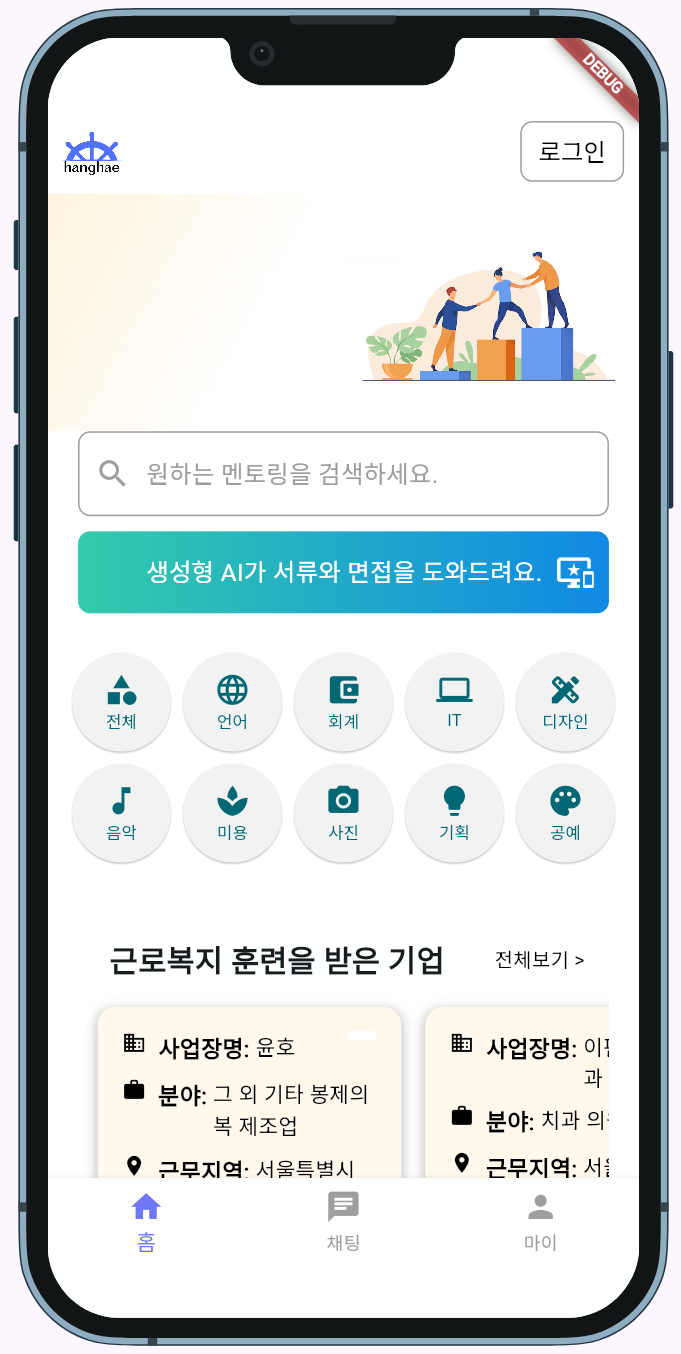 DEBUG
hanghae
로그인
원하는 멘토링을 검색하세요.
생성형 AI가 서류와 면접을 도와드려요.
전체
언어
회계
IT
디자인
음악
미용
사진
기획
공예
근로복지 훈련을 받은 기업
전체보기 >
사업장명: 윤호
분야: 그 외 기타 봉제의
복 제조업
근무지역: 서울특별시
사업장명:
과
분야: 치과
근무지역:
홈
채팅
마이